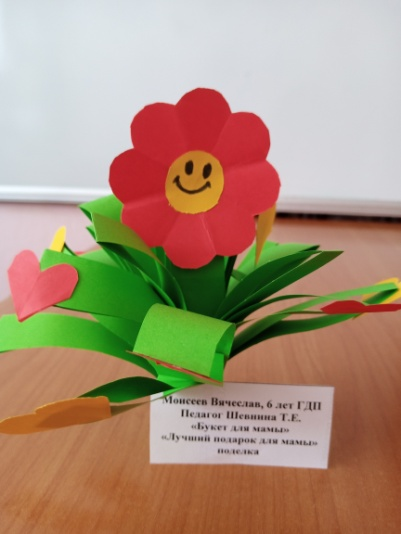 Моисеев Вячеслав, 6 лет ГДП
Педагог Шевнина Т.Е.
«Букет для мамы»
«Лучший подарок для мамы»
поделка